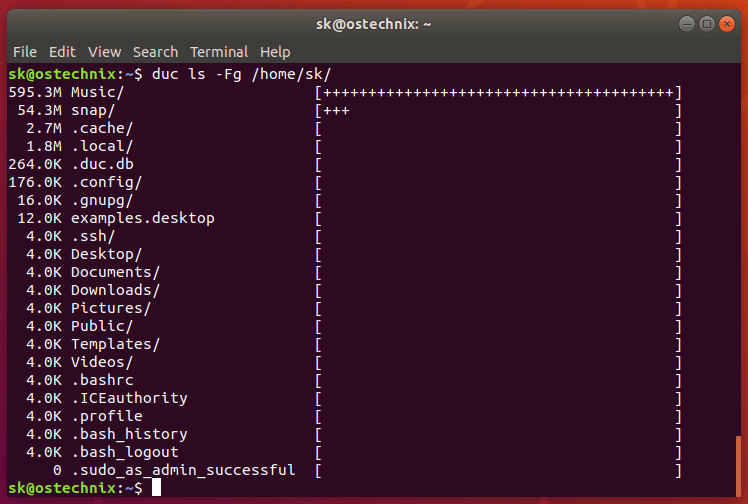 sk@ostechnix: ~
File Edit View Search Terminal Help
sk@ostechnix:~$ duc ls -Fg /home/sk/
595.3M Music/                     [+++++++++++++++++++++++++++++++++++++++]
 54.3M snap/                      [+++                                    ]
  2.7M .cache/                    [                                       ]
  1.8M .local/                    [                                       ]
264.0K .duc.db                    [                                       ]
176.0K .config/                   [                                       ]
 16.0K .gnupg/                    [                                       ]
 12.0K examples.desktop           [                                       ]
  4.0K .ssh/                      [                                       ]
  4.0K Desktop/                   [                                       ]
  4.0K Documents/                 [                                       ]
  4.0K Downloads/                 [                                       ]
  4.0K Pictures/                  [                                       ]
  4.0K Public/                    [                                       ]
  4.0K Templates/                 [                                       ]
  4.0K Videos/                    [                                       ]
  4.0K .bashrc                    [                                       ]
  4.0K .ICEauthority              [                                       ]
  4.0K .profile                   [                                       ]
  4.0K .bash_history              [                                       ]
  4.0K .bash_logout               [                                       ]
     0 .sudo_as_admin_successful  [                                       ]
sk@ostechnix:~$